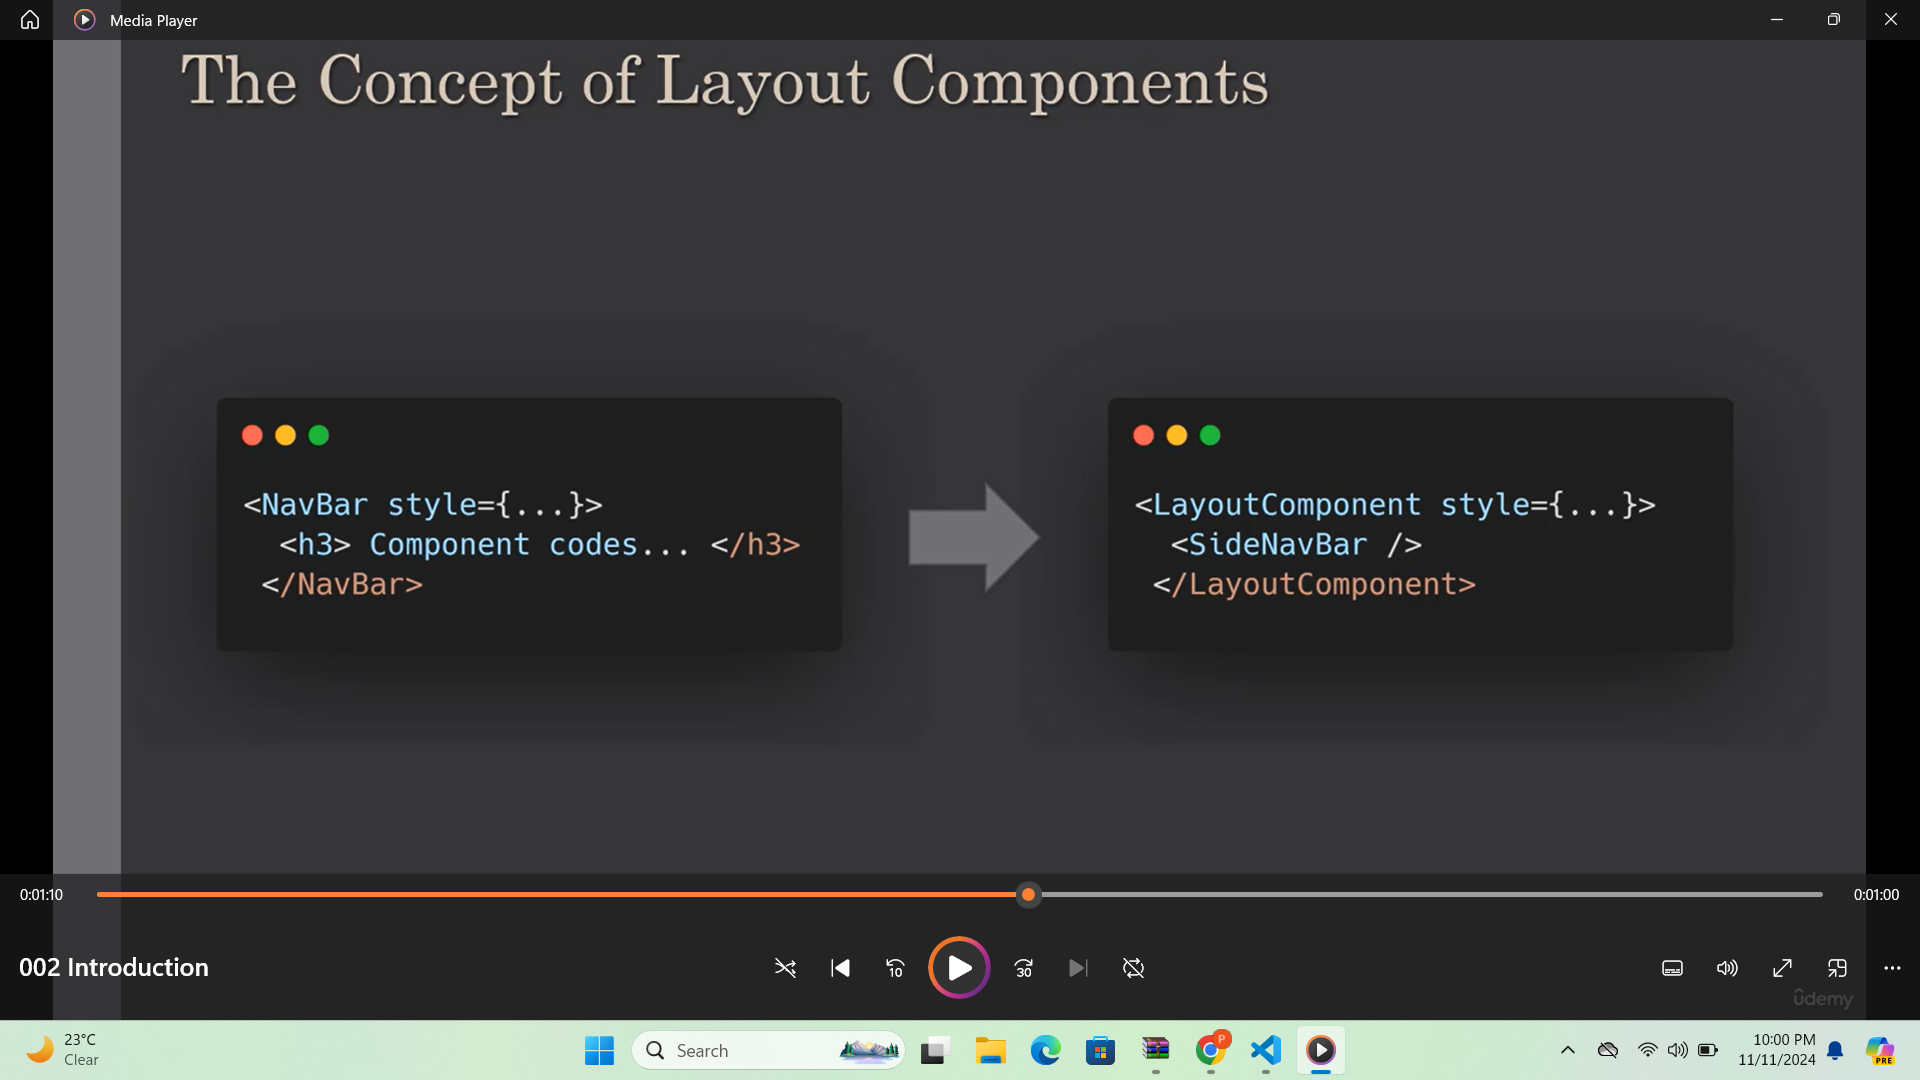 Media Player
The Concept of Layout Components
<NavBar style={...}>
<h3> Component codes... </h3>
</NavBar>
<LayoutComponent style={...}>
<SideNavBar />
</LayoutComponent>
0:01:10
0:01:00
002 Introduction
10
30
ûdemy
23°C
Clear
Search
P
10:00 PM
11/11/2024
PRE